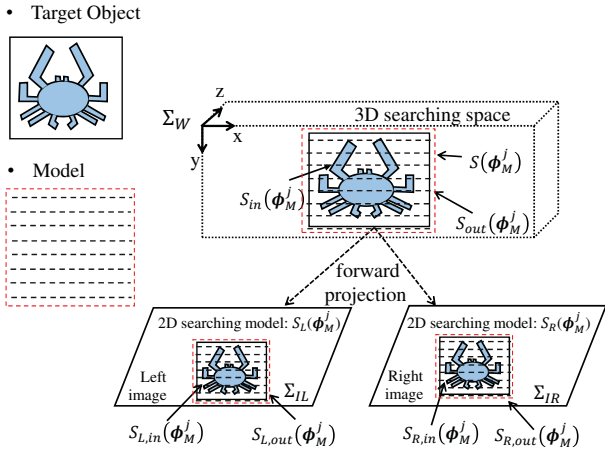 • Target Object
z
Σ_W
x
y
3D searching space
S(ϕ_M^j)
S_in(ϕ_M^j)
S_out(ϕ_M^j)
• Model
forward
projection
2D searching model: S_L(ϕ_M^j)
Left
image
Σ_IL
S_L,in(ϕ_M^j)
S_L,out(ϕ_M^j)
2D searching model: S_R(ϕ_M^j)
Right
image
Σ_IR
S_R,in(ϕ_M^j)
S_R,out(ϕ_M^j)